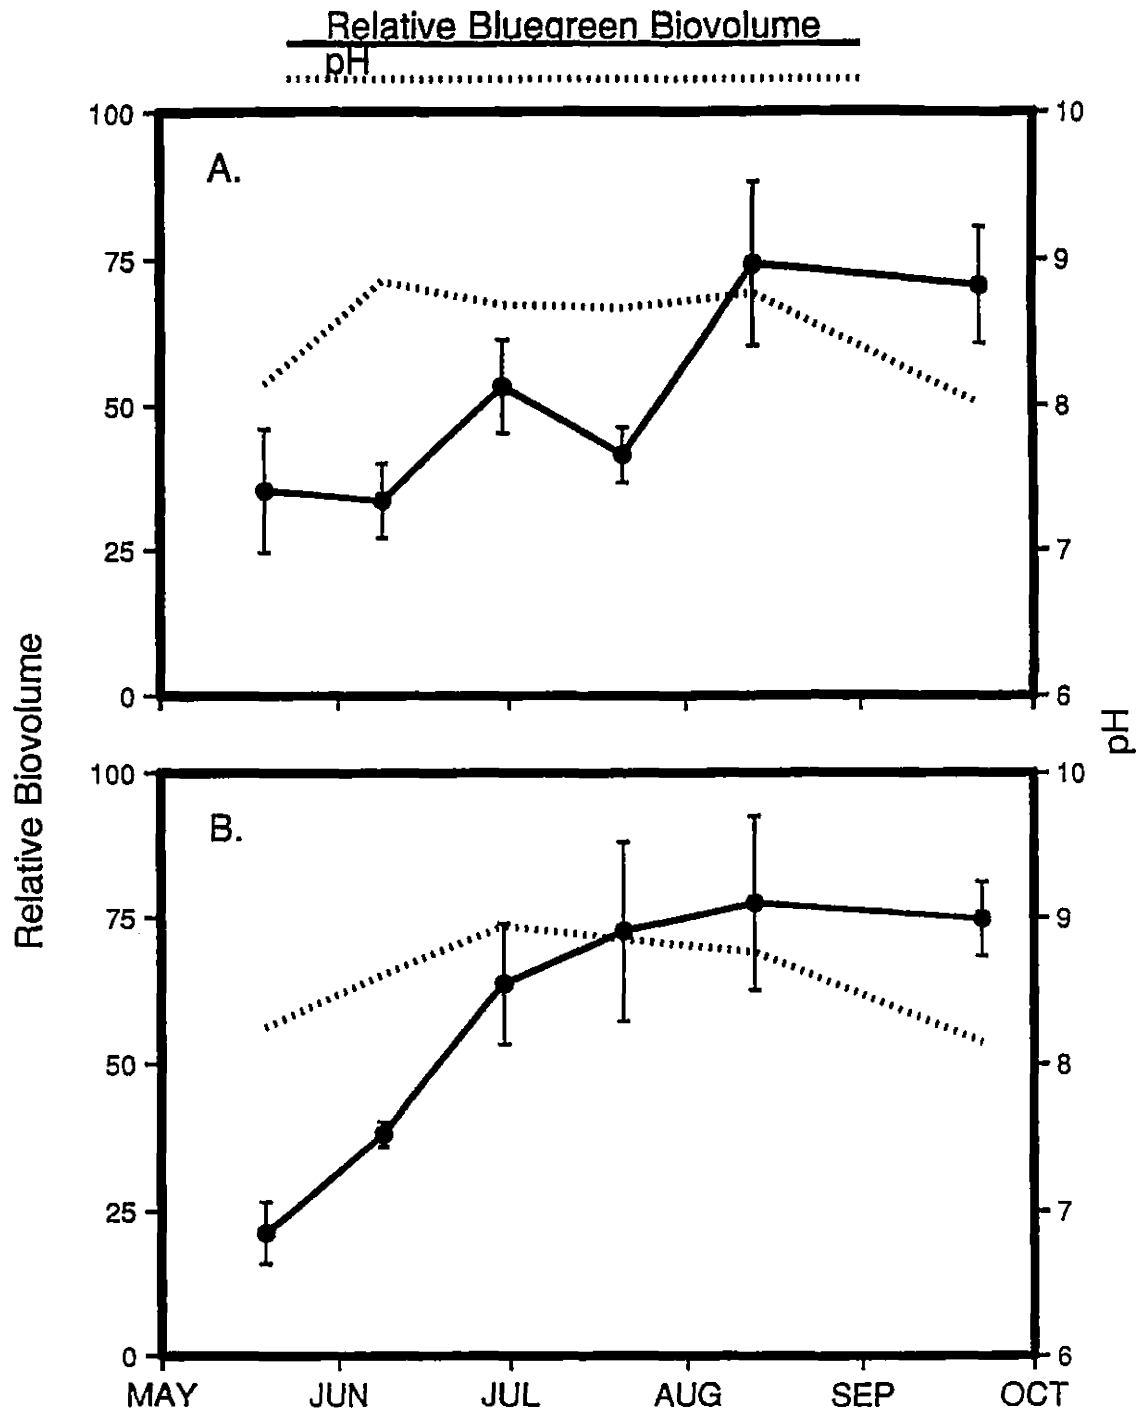 Relative Bluegreen Biovolume
pH
100
10
A.
75
9
50
8
25
7
0
6
Relative Biovolume
pH
100
10
B.
75
9
50
8
25
7
0
6
MAY JUN JUL AUG SEP OCT